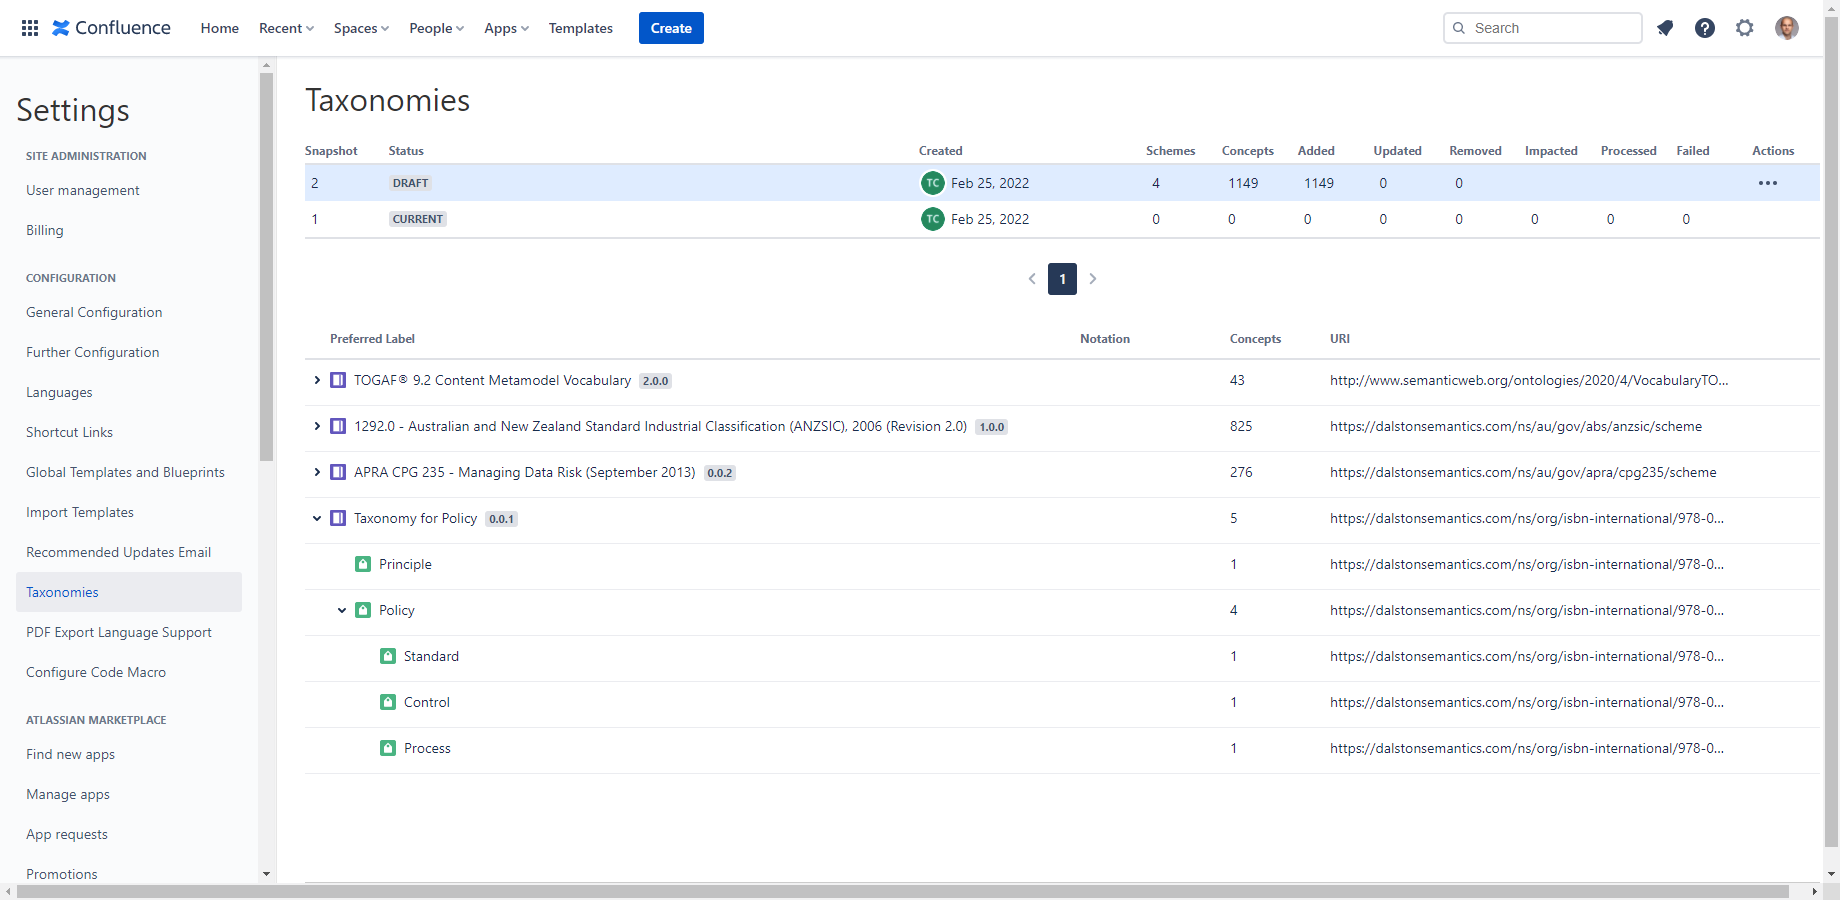 Confluence Home Recent Spaces People Apps Templates Create Search
Settings
SITE ADMINISTRATION
User management
Billing
CONFIGURATION
General Configuration
Further Configuration
Languages
Shortcut Links
Global Templates and Blueprints
Import Templates
Recommended Updates Email
Taxonomies
PDF Export Language Support
Configure Code Macro
ATLASSIAN MARKETPLACE
Find new apps
Manage apps
App requests
Promotions
Taxonomies
Snapshot Status Created Schemes Concepts Added Updated Removed Impacted Processed Failed Actions
2 DRAFT TC Feb 25, 2022 4 1149 1149 0 0
1 CURRENT TC Feb 25, 2022 0 0 0 0 0 0 0 0
1
Preferred Label Notation Concepts URI
TOGAF® 9.2 Content Metamodel Vocabulary 2.0.0 43 http://www.semanticweb.org/ontologies/2020/4/VocabularyTO...
1292.0 - Australian and New Zealand Standard Industrial Classification (ANZSIC), 2006 (Revision 2.0) 1.0.0 825 https://dalstonsemantics.com/ns/au/gov/abs/anzsic/scheme
APRA CPG 235 - Managing Data Risk (September 2013) 0.0.2 276 https://dalstonsemantics.com/ns/au/gov/apra/cpg235/scheme
Taxonomy for Policy 0.0.1 5 https://dalstonsemantics.com/ns/org/isbn-international/978-0...
Principle 1 https://dalstonsemantics.com/ns/org/isbn-international/978-0...
Policy 4 https://dalstonsemantics.com/ns/org/isbn-international/978-0...
Standard 1 https://dalstonsemantics.com/ns/org/isbn-international/978-0...
Control 1 https://dalstonsemantics.com/ns/org/isbn-international/978-0...
Process 1 https://dalstonsemantics.com/ns/org/isbn-international/978-0...